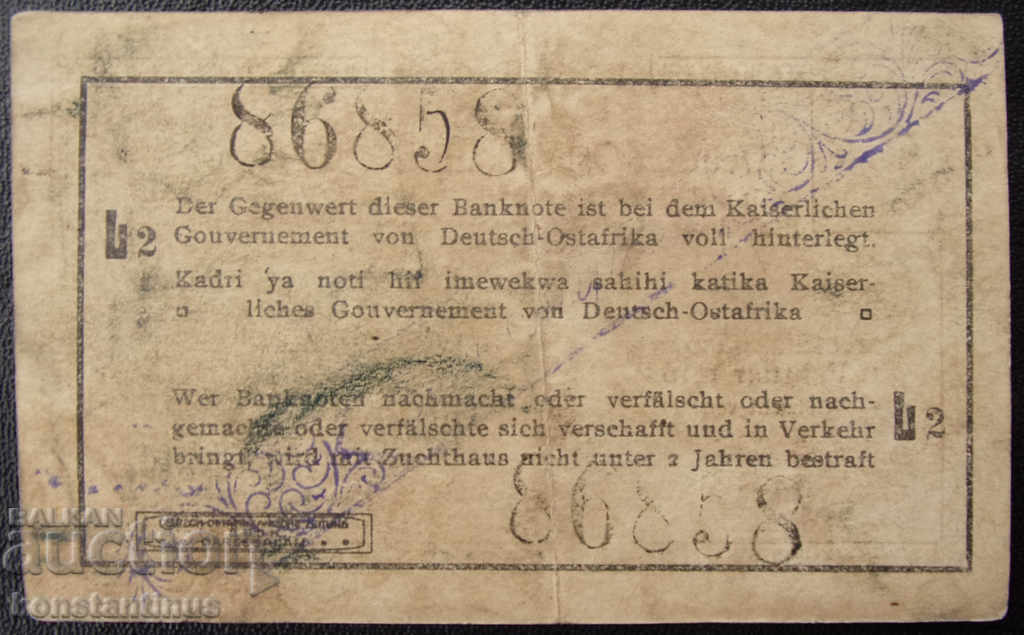 86858
Der Gegenwert dieser Banknote ist bei dem Kaiserlichen
L2 Gouvernement von Deutsch-Ostafrika voll hinterlegt.
Kadri ya noti hii imewekwa sahihi katika Kaiser-
liches Gouvernement von Deutsch-Ostafrika
Wer Banknoten nachmacht oder verfälscht oder nach-
gemachte oder verfälschte sich verschafft und in Verkehr L2
bringt, wird mit Zuchthaus nicht unter 2 Jahren bestraft
86858
BALKAN
auction
konstantinus